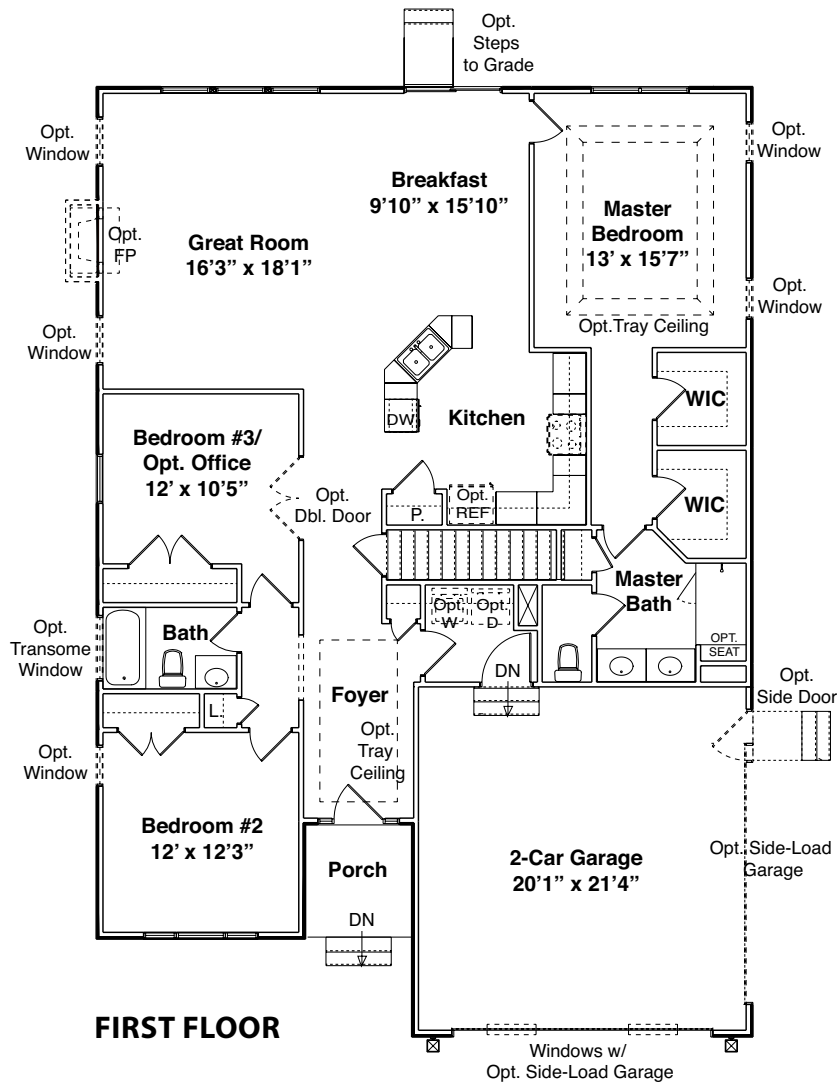 Opt.
Steps
to Grade
Opt.
Window
Opt.
Window
Breakfast
9’10” x 15’10”
Master
Bedroom
13’ x 15’7”
Great Room
16’3” x 18’1”
Opt.
FP
Opt.
Window
Opt.
Window
Opt.Tray Ceiling
WIC
DW
Kitchen
Bedroom #3/
Opt. Office
12’ x 10’5”
Opt.
Dbl. Door
P.
Opt.
REF
WIC
Master
Bath
Opt.
W
Opt.
D
Bath
Opt.
Transome
Window
OPT.
SEAT
DN
Opt.
Side Door
Foyer
L.
Opt.
Tray
Ceiling
Opt.
Window
Bedroom #2
12’ x 12’3”
2-Car Garage
20’1” x 21’4”
Opt. Side-Load
Garage
Porch
DN
FIRST FLOOR
Windows w/
Opt. Side-Load Garage